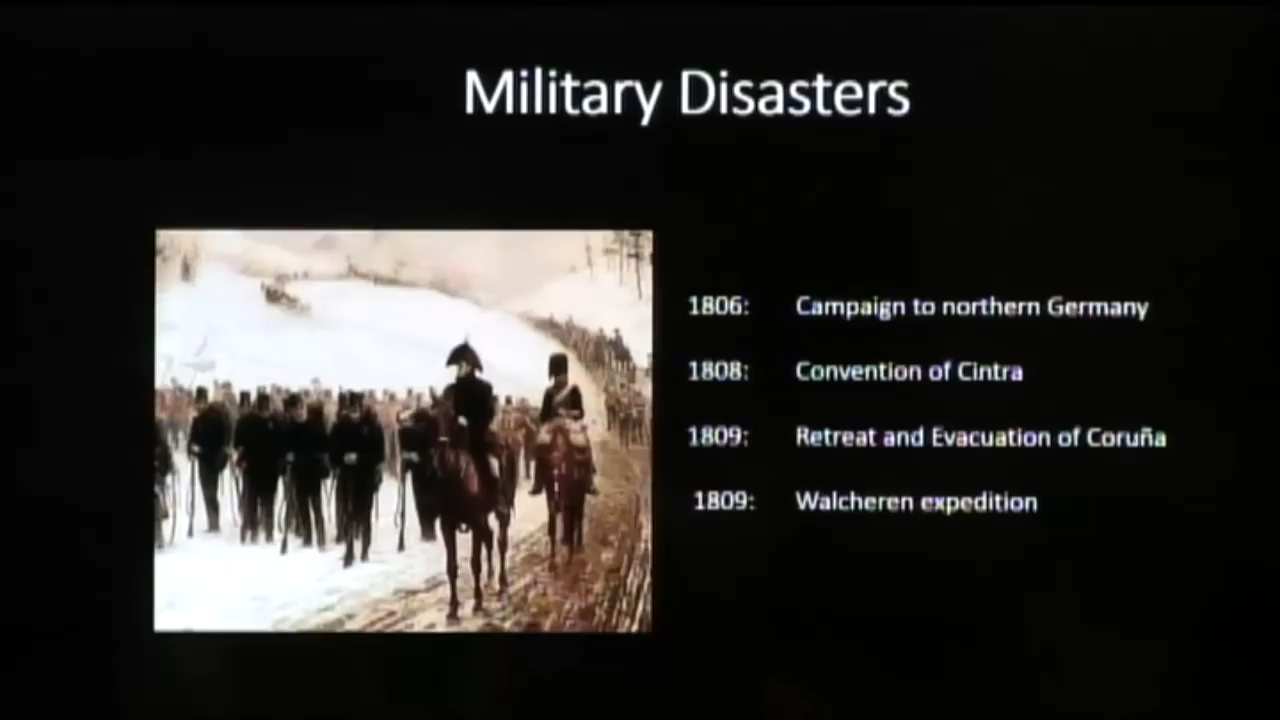 Military Disasters
1806: Campaign to northern Germany
1808: Convention of Cintra
1809: Retreat and Evacuation of Coruña
1809: Walcheren expedition